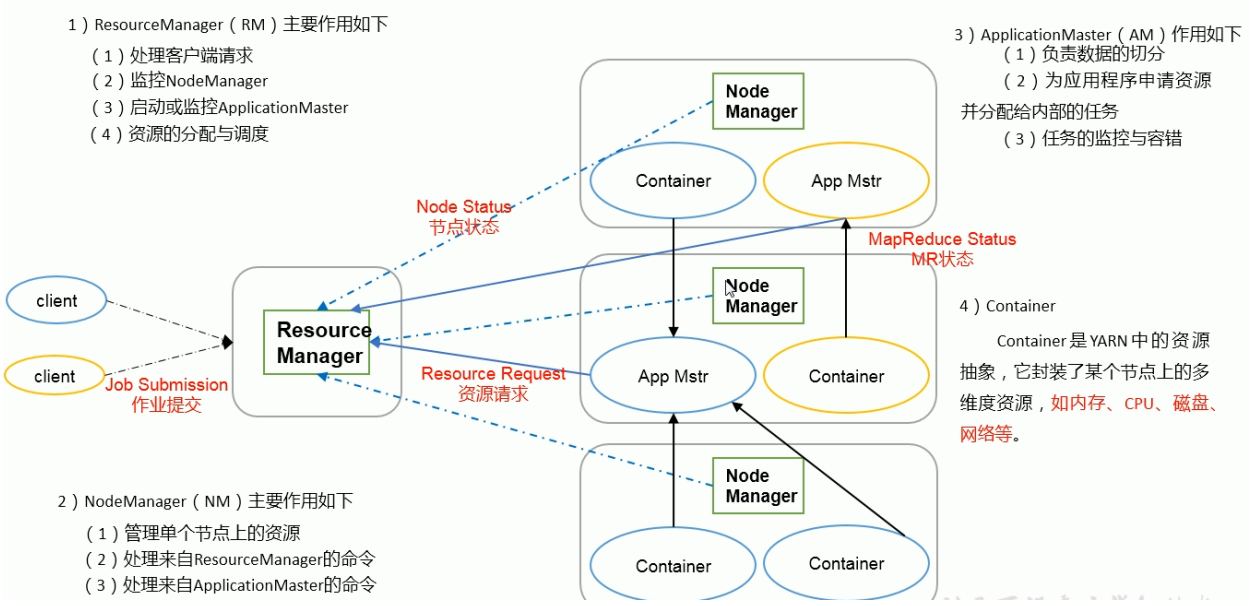 1）ResourceManager（RM）主要作用如下
（1）处理客户端请求
（2）监控NodeManager
（3）启动或监控ApplicationMaster
（4）资源的分配与调度
3）ApplicationMaster（AM）作用如下
（1）负责数据的切分
（2）为应用程序申请资源
并分配给内部的任务
（3）任务的监控与容错
Node
Manager
Container
App Mstr
Node Status
节点状态
MapReduce Status
MR状态
client
client
Job Submission
作业提交
Resource
Manager
Node
Manager
Resource Request
资源请求
App Mstr
Container
4）Container
Container是YARN中的资源
抽象，它封装了某个节点上的多
维度资源，如内存、CPU、磁盘、
网络等。
Node
Manager
Container
Container
2）NodeManager（NM）主要作用如下
（1）管理单个节点上的资源
（2）处理来自ResourceManager的命令
（3）处理来自ApplicationMaster的命令